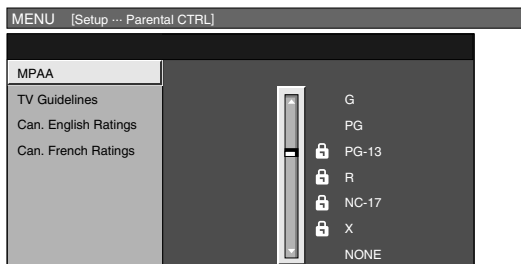 MENU [Setup ··· Parental CTRL]
MPAA
TV Guidelines
Can. English Ratings
Can. French Ratings
G
PG
PG-13
R
NC-17
X
NONE